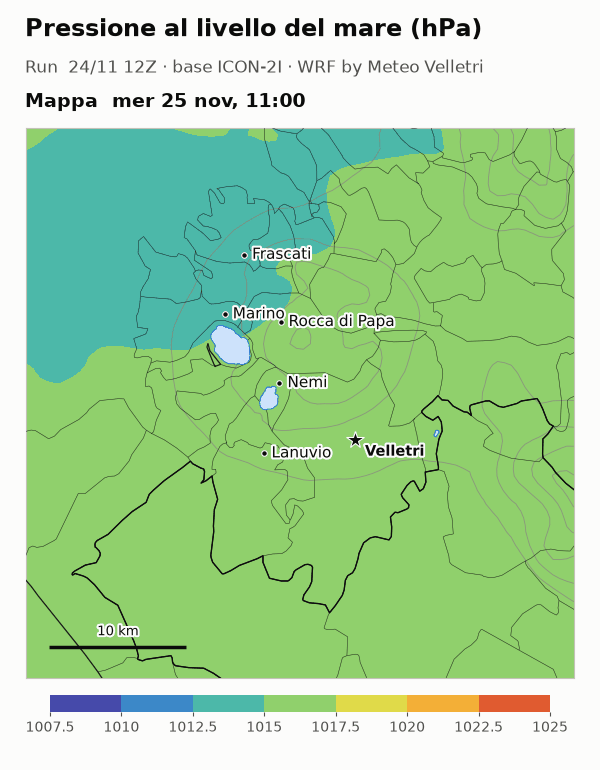 Pressione al livello del mare (hPa)
Run  24/11 12Z · base ICON-2I · WRF by Meteo Velletri
Mappa  mer 25 nov, 11:00
Frascati
Marino
Rocca di Papa
Nemi
Velletri
Lanuvio
10 km
1007.5 1010 1012.5 1015 1017.5 1020 1022.5 1025